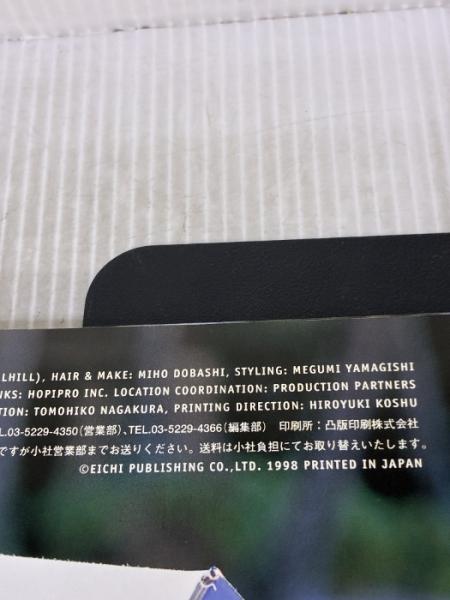 LHILL), HAIR & MAKE: MIHO DOBASHI, STYLING: MEGUMI YAMAGISHI
NKS: HOPIPRO INC. LOCATION COORDINATION: PRODUCTION PARTNERS
TION: TOMOHIKO NAGAKURA, PRINTING DIRECTION: HIROYUKI KOSHU
L.03-5229-4350(営業部)、TEL.03-5229-4366(編集部) 印刷所:凸版印刷株式会社
ですが小社営業部までお送りください。送料は小社負担にてお取り替えいたします。
©EICHI PUBLISHING CO.,LTD. 1998 PRINTED IN JAPAN